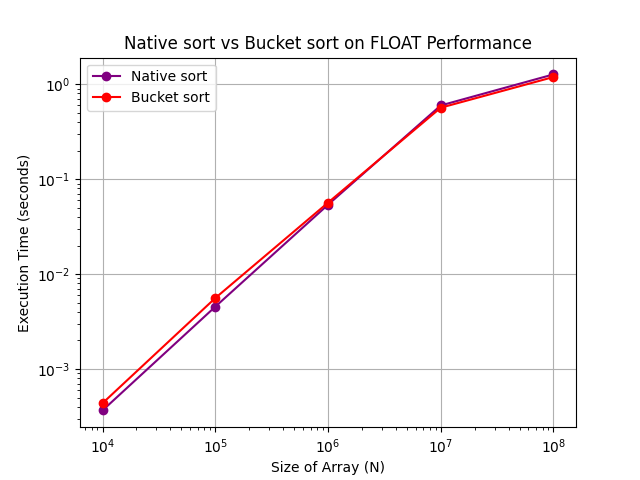 Native sort vs Bucket sort on FLOAT Performance
Native sort
Bucket sort
Execution Time (seconds)
10⁰
10⁻¹
10⁻²
10⁻³
10⁴ 10⁵ 10⁶ 10⁷ 10⁸
Size of Array (N)